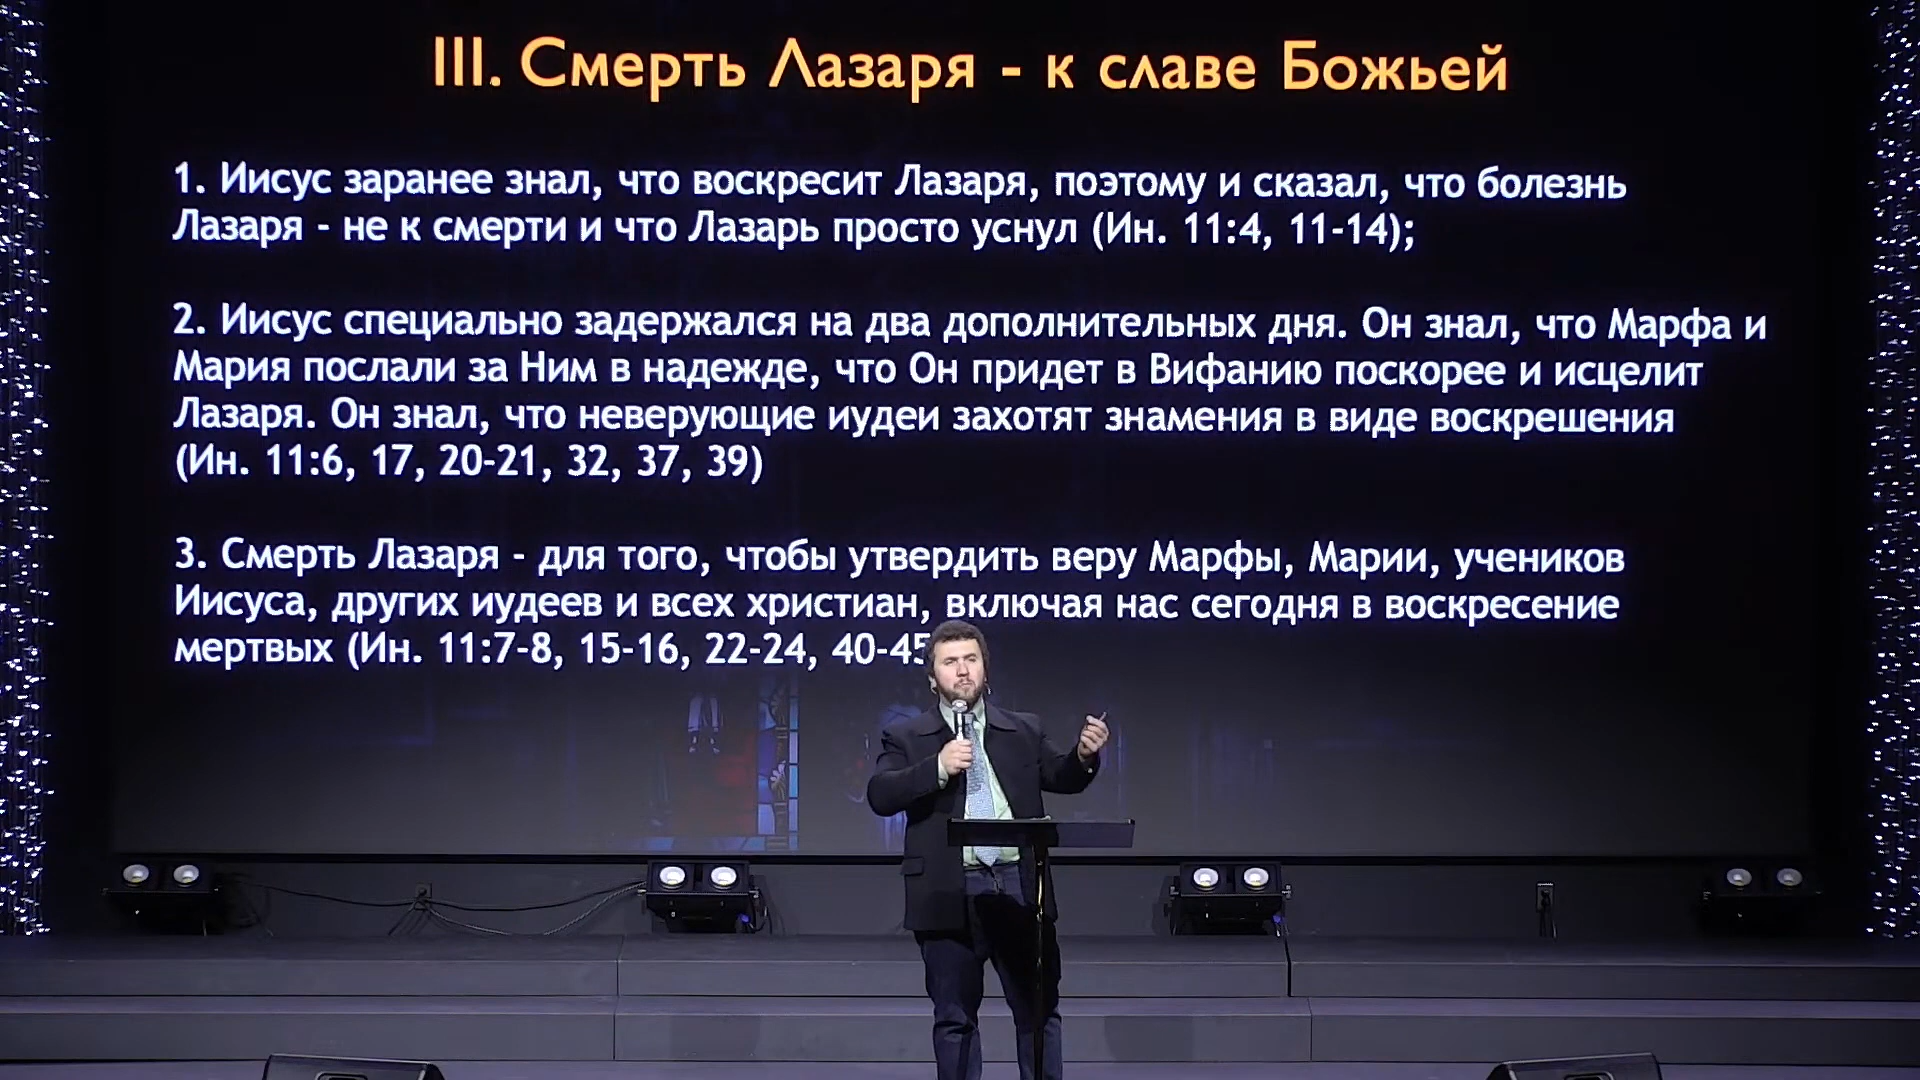 III. Смерть Лазаря - к славе Божьей
1. Иисус заранее знал, что воскресит Лазаря, поэтому и сказал, что болезнь
Лазаря - не к смерти и что Лазарь просто уснул (Ин. 11:4, 11-14);
2. Иисус специально задержался на два дополнительных дня. Он знал, что Марфа и
Мария послали за Ним в надежде, что Он придет в Вифанию поскорее и исцелит
Лазаря. Он знал, что неверующие иудеи захотят знамения в виде воскрешения
(Ин. 11:6, 17, 20-21, 32, 37, 39)
3. Смерть Лазаря - для того, чтобы утвердить веру Марфы, Марии, учеников
Иисуса, других иудеев и всех христиан, включая нас сегодня в воскресение
мертвых (Ин. 11:7-8, 15-16, 22-24, 40-45